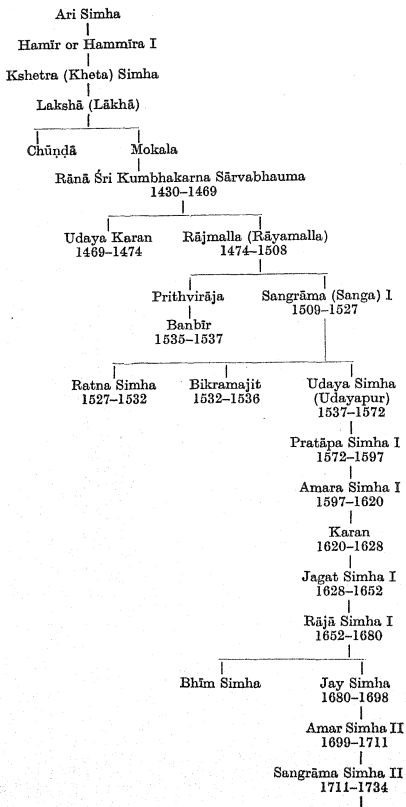 Ari Simha
Hamīr or Hammīra I
Kshetra (Kheta) Simha
Lakshā (Lākhā)
Chūṇḍā Mokala
Rānā Śri Kumbhakarna Sārvabhauma
1430–1469
Udaya Karan Rājmalla (Rāyamalla)
1469–1474 1474–1508
Prithvirāja Sangrāma (Sanga) I
1509–1527
Banbīr
1535–1537
Ratna Simha Bikramajit Udaya Simha
1527–1532 1532–1536 (Udayapur)
1537–1572
Pratāpa Simha I
1572–1597
Amara Simha I
1597–1620
Karan
1620–1628
Jagat Simha I
1628–1652
Rājā Simha I
1652–1680
Bhīm Simha Jay Simha
1680–1698
Amar Simha II
1699–1711
Sangrāma Simha II
1711–1734